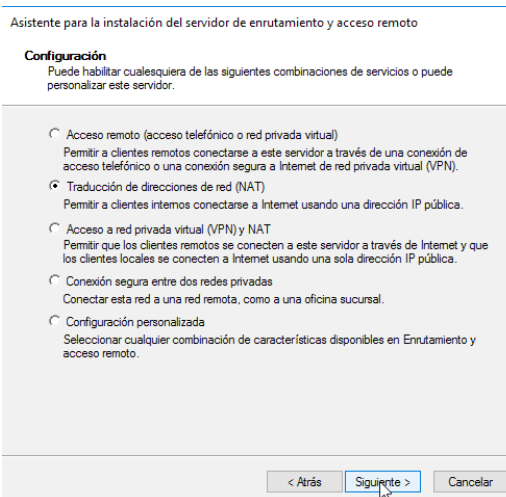 Asistente para la instalación del servidor de enrutamiento y acceso remoto
Configuración
Puede habilitar cualesquiera de las siguientes combinaciones de servicios o puede
personalizar este servidor.
Acceso remoto (acceso telefónico o red privada virtual)
Permitir a clientes remotos conectarse a este servidor a través de una conexión de
acceso telefónico o una conexión segura a Internet de red privada virtual (VPN).
Traducción de direcciones de red (NAT)
Permitir a clientes internos conectarse a Internet usando una dirección IP pública.
Acceso a red privada virtual (VPN) y NAT
Permitir que los clientes remotos se conecten a este servidor a través de Internet y que
los clientes locales se conecten a Internet usando una sola dirección IP pública.
Conexión segura entre dos redes privadas
Conectar esta red a una red remota, como a una oficina sucursal.
Configuración personalizada
Seleccionar cualquier combinación de características disponibles en Enrutamiento y
acceso remoto.
< Atrás Siguiente > Cancelar